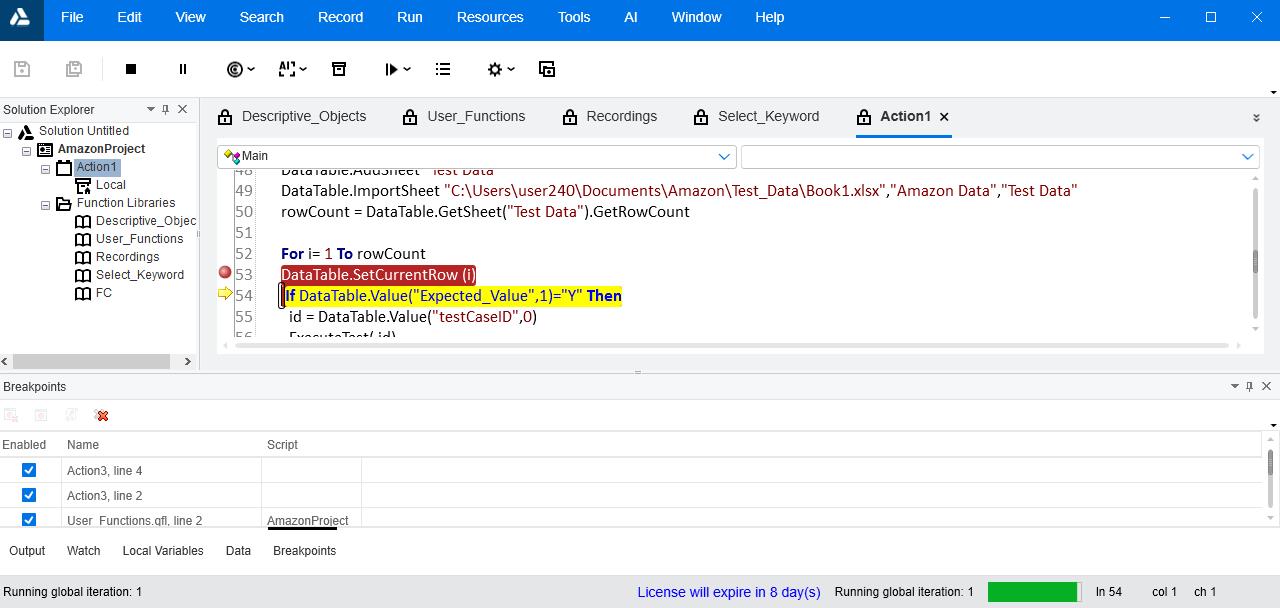 File Edit View Search Record Run Resources Tools AI Window Help
Solution Explorer
Solution Untitled
AmazonProject
Action1
Local
Function Libraries
Descriptive_Objec
User_Functions
Recordings
Select_Keyword
FC
Descriptive_Objects User_Functions Recordings Select_Keyword Action1
Main
48 DataTable.AddSheet "Test Data"
49 DataTable.ImportSheet "C:\Users\user240\Documents\Amazon\Test_Data\Book1.xlsx","Amazon Data","Test Data"
50 rowCount = DataTable.GetSheet("Test Data").GetRowCount
51
52 For i= 1 To rowCount
53 DataTable.SetCurrentRow (i)
54 If DataTable.Value("Expected_Value",1)="Y" Then
55 id = DataTable.Value("testCaseID",0)
56 ExecuteTest( id)
Breakpoints
Enabled Name Script
Action3, line 4
Action3, line 2
User_Functions.qfl, line 2 AmazonProject
Output Watch Local Variables Data Breakpoints
Running global iteration: 1 License will expire in 8 day(s) Running global iteration: 1 ln 54 col 1 ch 1